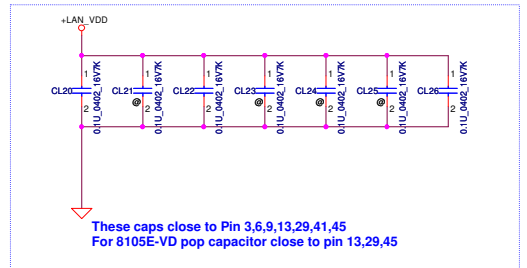 +LAN_VDD
1 1 1 1 1 1 1
CL20 CL21 CL22 CL23 CL24 CL25 CL26
2 2 2 2 2 2 2
@ @ @ @
0.1U_0402_16V7K 0.1U_0402_16V7K 0.1U_0402_16V7K 0.1U_0402_16V7K 0.1U_0402_16V7K 0.1U_0402_16V7K 0.1U_0402_16V7K
These caps close to Pin 3,6,9,13,29,41,45
For 8105E-VD pop capacitor close to pin 13,29,45